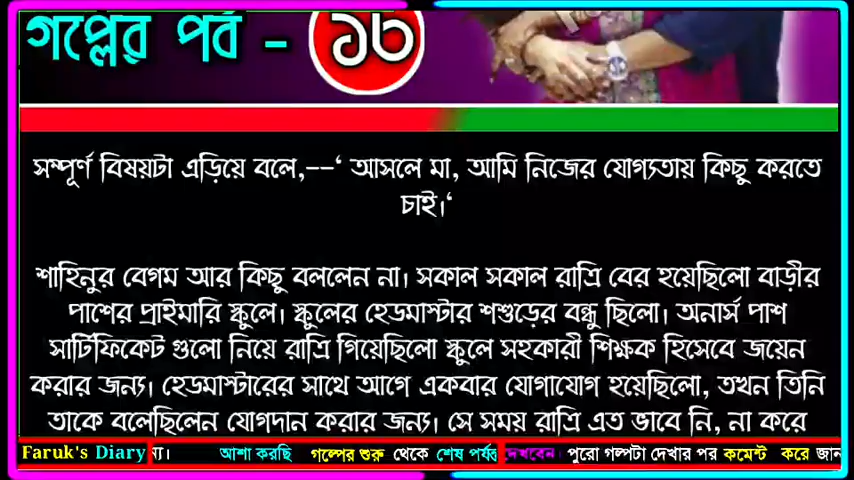 গল্পের পর্ব - ১৩
সম্পূর্ণ বিষয়টা এড়িয়ে বলে,--‘ আসলে মা, আমি নিজের যোগ্যতায় কিছু করতে
চাই।‘
শাহিনুর বেগম আর কিছু বললেন না। সকাল সকাল রাত্রি বের হয়েছিলো বাড়ীর
পাশের প্রাইমারি স্কুলে। স্কুলের হেডমাস্টার শশুড়ের বন্ধু ছিলো। অনার্স পাশ
সার্টিফিকেট গুলো নিয়ে রাত্রি গিয়েছিলো স্কুলে সহকারী শিক্ষক হিসেবে জয়েন
করার জন্য। হেডমাস্টারের সাথে আগে একবার যোগাযোগ হয়েছিলো, তখন তিনি
তাকে বলেছিলেন যোগদান করার জন্য। সে সময় রাত্রি এত ভাবে নি, না করে
Faruk's Diary ন্য। আশা করছি গল্পের শুরু থেকে শেষ পর্যন্ত দেখবেন। পুরো গল্পটা দেখার পর কমেন্ট করে জান